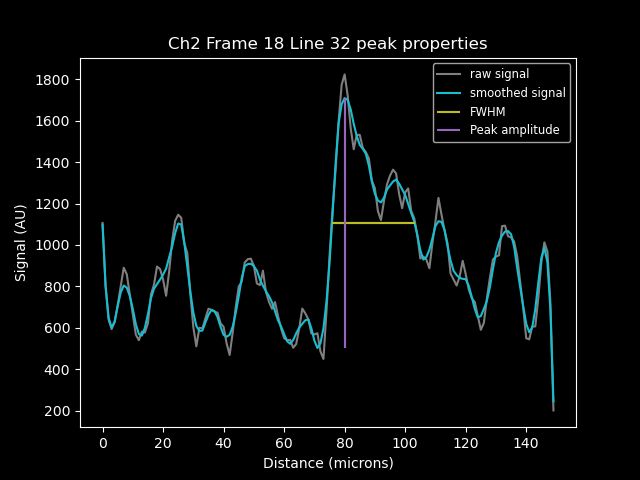 Ch2 Frame 18 Line 32 peak properties
raw signal
smoothed signal
FWHM
Peak amplitude
Signal (AU)
1800
1600
1400
1200
1000
800
600
400
200
0 20 40 60 80 100 120 140
Distance (microns)